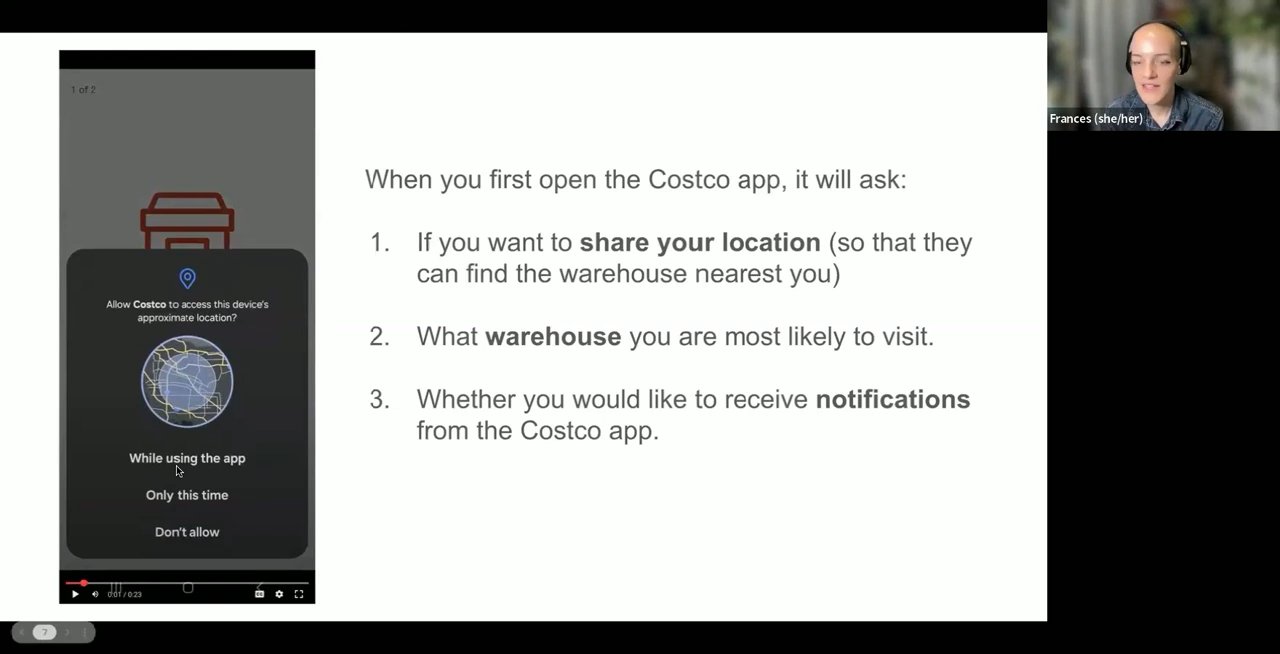 1 of 2
Allow Costco to access this device's
approximate location?
While using the app
Only this time
Don't allow
0:01 / 0:23
When you first open the Costco app, it will ask:
1. If you want to share your location (so that they
can find the warehouse nearest you)
2. What warehouse you are most likely to visit.
3. Whether you would like to receive notifications
from the Costco app.
Frances (she/her)
7